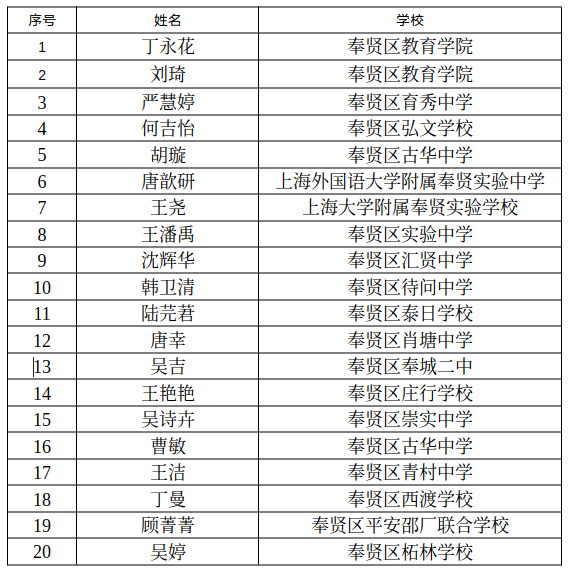 序号 姓名 学校
1 丁永花 奉贤区教育学院
2 刘琦 奉贤区教育学院
3 严慧婷 奉贤区育秀中学
4 何吉怡 奉贤区弘文学校
5 胡璇 奉贤区古华中学
6 唐歆研 上海外国语大学附属奉贤实验中学
7 王尧 上海大学附属奉贤实验学校
8 王潘禹 奉贤区实验中学
9 沈辉华 奉贤区汇贤中学
10 韩卫清 奉贤区待问中学
11 陆芫莙 奉贤区泰日学校
12 唐幸 奉贤区肖塘中学
13 吴吉 奉贤区奉城二中
14 王艳艳 奉贤区庄行学校
15 吴诗卉 奉贤区崇实中学
16 曹敏 奉贤区古华中学
17 王洁 奉贤区青村中学
18 丁曼 奉贤区西渡学校
19 顾菁菁 奉贤区平安邵厂联合学校
20 吴婷 奉贤区柘林学校